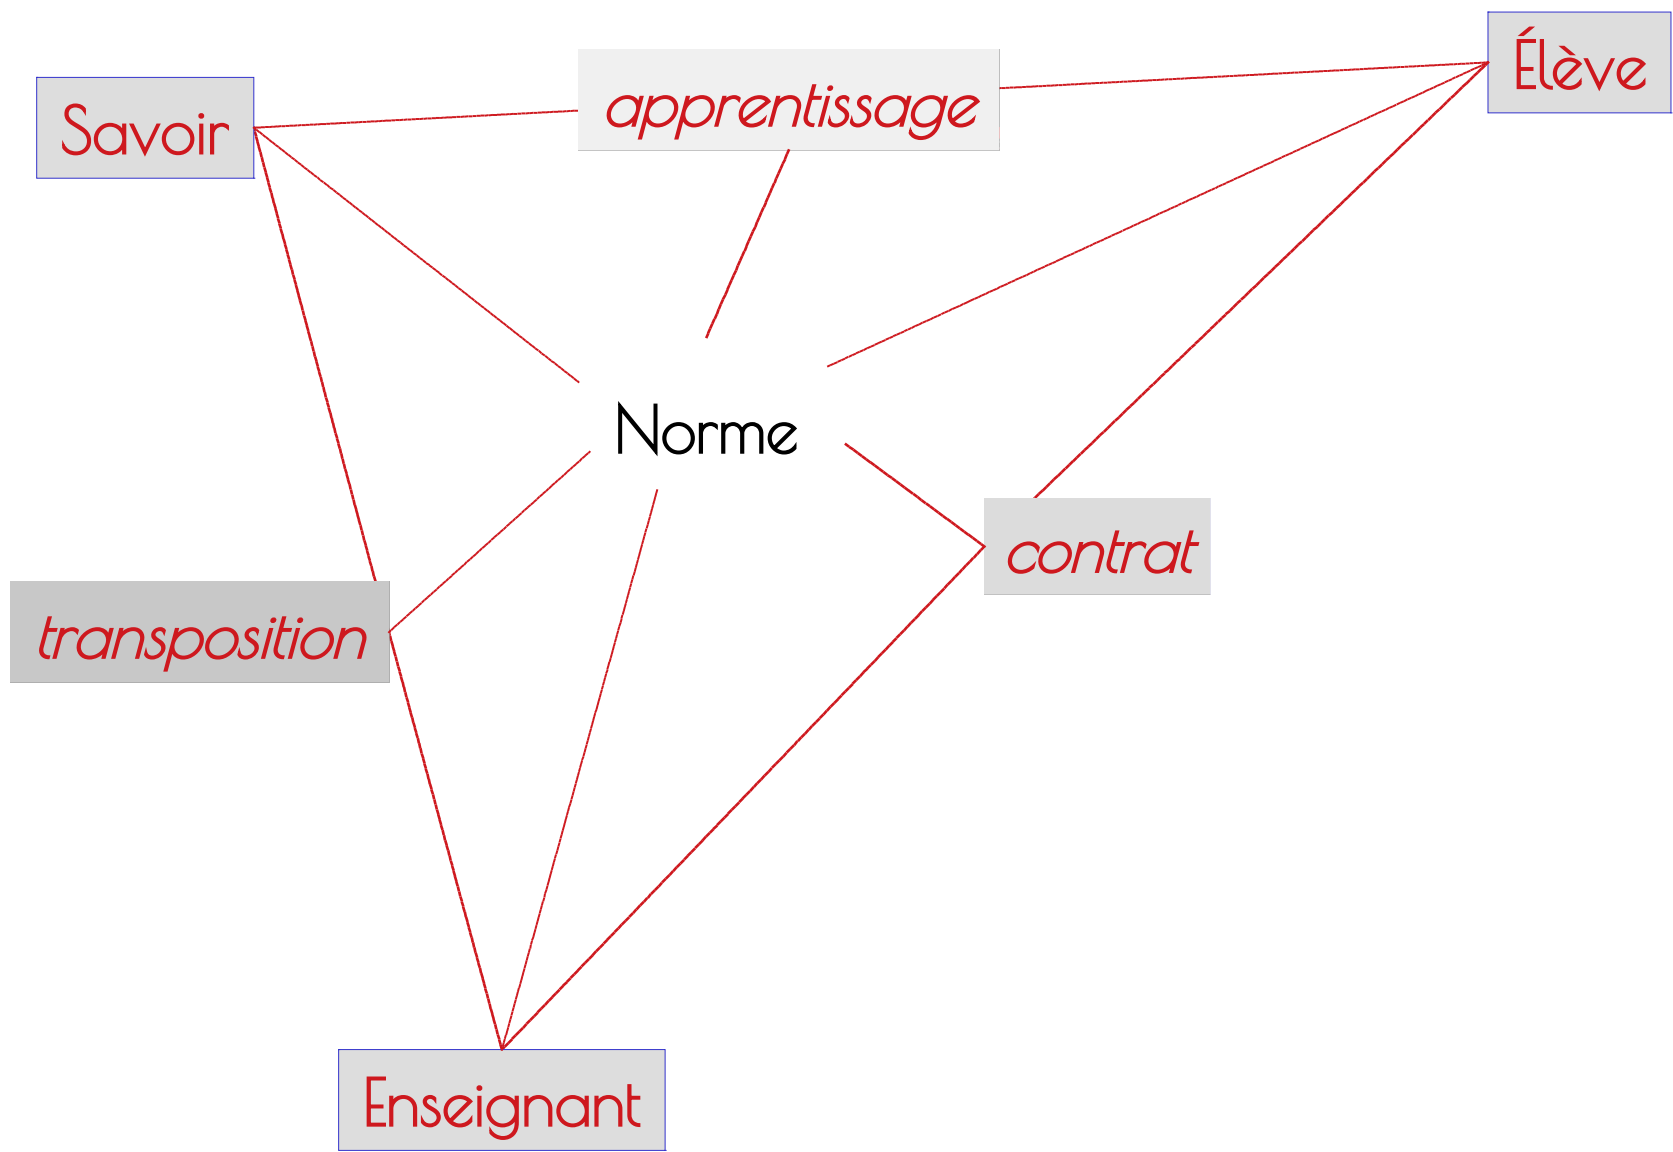 Élève
Savoir
apprentissage
Norme
contrat
transposition
Enseignant